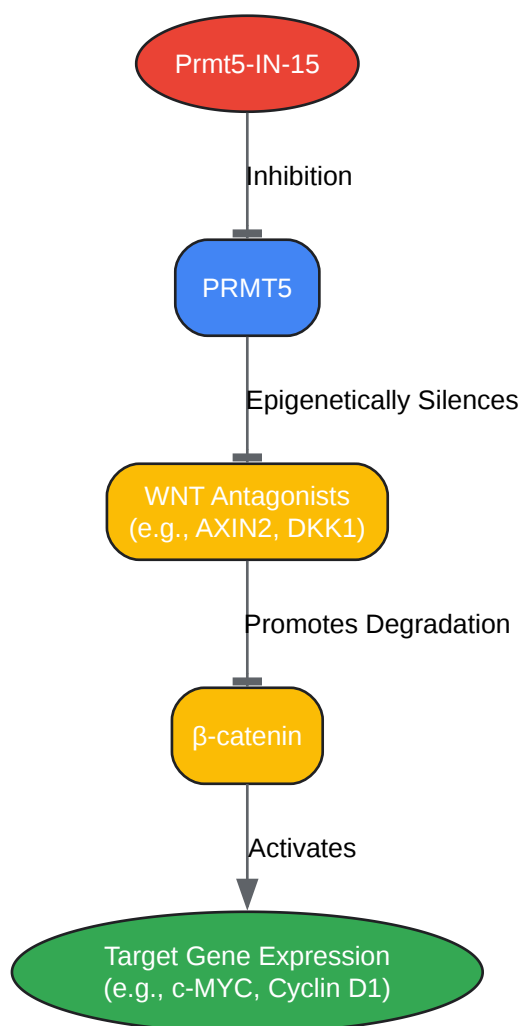 Prmt5-IN-15
Inhibition
PRMT5
Epigenetically Silences
WNT Antagonists
(e.g., AXIN2, DKK1)
Promotes Degradation
β-catenin
Activates
Target Gene Expression
(e.g., c-MYC, Cyclin D1)